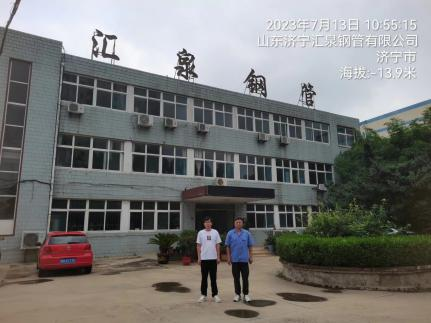 2023年7月13日 10:55:15
山东济宁汇泉钢管有限公司
济宁市
海拔:-13.9米
汇泉钢管